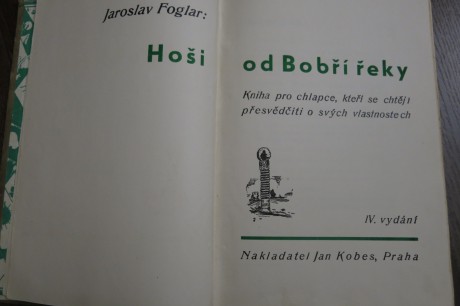 Jaroslav Foglar:
Hoši od Bobří řeky
Kniha pro chlapce, kteří se chtějí
přesvědčiti o svých vlastnostech
IV. vydání
Nakladatel Jan Kobes, Praha